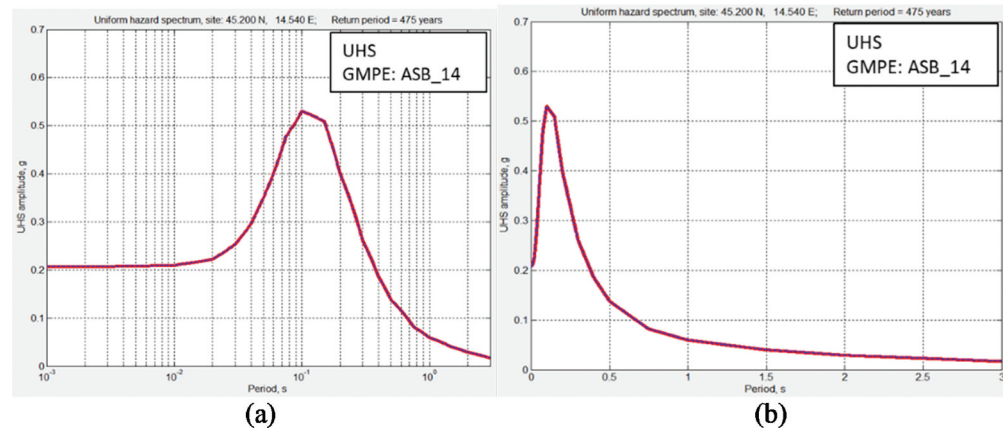 Uniform hazard spectrum, site: 45.200 N, 14.540 E; Return period = 475 years
UHS
GMPE: ASB_14
UHS amplitude, g
0.7
0.6
0.5
0.4
0.3
0.2
0.1
0
10^-3
10^-2
10^-1
10^0
Period, s
(a)
Uniform hazard spectrum, site: 45.200 N, 14.540 E; Return period = 475 years
UHS
GMPE: ASB_14
UHS amplitude, g
0.7
0.6
0.5
0.4
0.3
0.2
0.1
0
0
0.5
1
1.5
2
2.5
3
Period, s
(b)